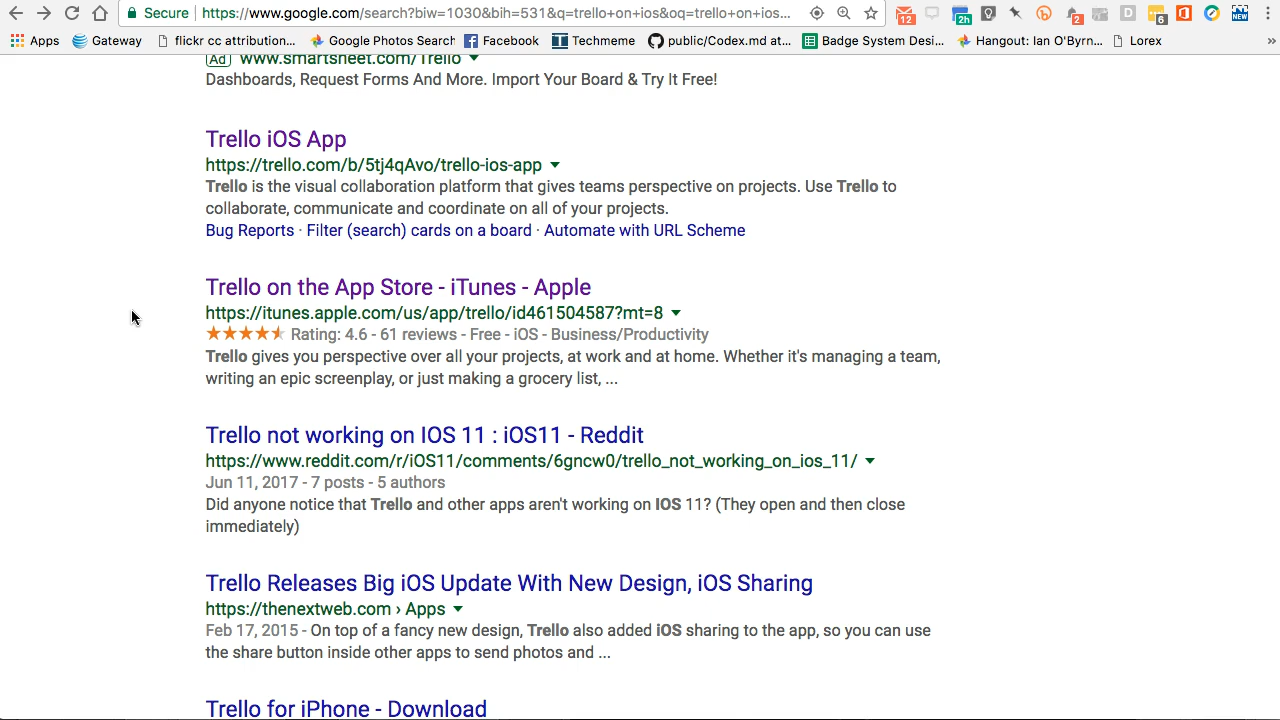 Secure https://www.google.com/search?biw=1030&bih=531&q=trello+on+ios&oq=trello+on+ios...
12 2h 2 D 6 NEW
Apps Gateway flickr cc attribution... Google Photos Search Facebook Techmeme public/Codex.md at... Badge System Desi... Hangout: Ian O'Byrn... Lorex »
Ad www.smartsheet.com/Trello
Dashboards, Request Forms And More. Import Your Board & Try It Free!
Trello iOS App
https://trello.com/b/5tj4qAvo/trello-ios-app
Trello is the visual collaboration platform that gives teams perspective on projects. Use Trello to
collaborate, communicate and coordinate on all of your projects.
Bug Reports · Filter (search) cards on a board · Automate with URL Scheme
Trello on the App Store - iTunes - Apple
https://itunes.apple.com/us/app/trello/id461504587?mt=8
Rating: 4.6 - 61 reviews - Free - iOS - Business/Productivity
Trello gives you perspective over all your projects, at work and at home. Whether it's managing a team,
writing an epic screenplay, or just making a grocery list, ...
Trello not working on IOS 11 : iOS11 - Reddit
https://www.reddit.com/r/iOS11/comments/6gncw0/trello_not_working_on_ios_11/
Jun 11, 2017 - 7 posts - 5 authors
Did anyone notice that Trello and other apps aren't working on IOS 11? (They open and then close
immediately)
Trello Releases Big iOS Update With New Design, iOS Sharing
https://thenextweb.com › Apps
Feb 17, 2015 - On top of a fancy new design, Trello also added iOS sharing to the app, so you can use
the share button inside other apps to send photos and ...
Trello for iPhone - Download